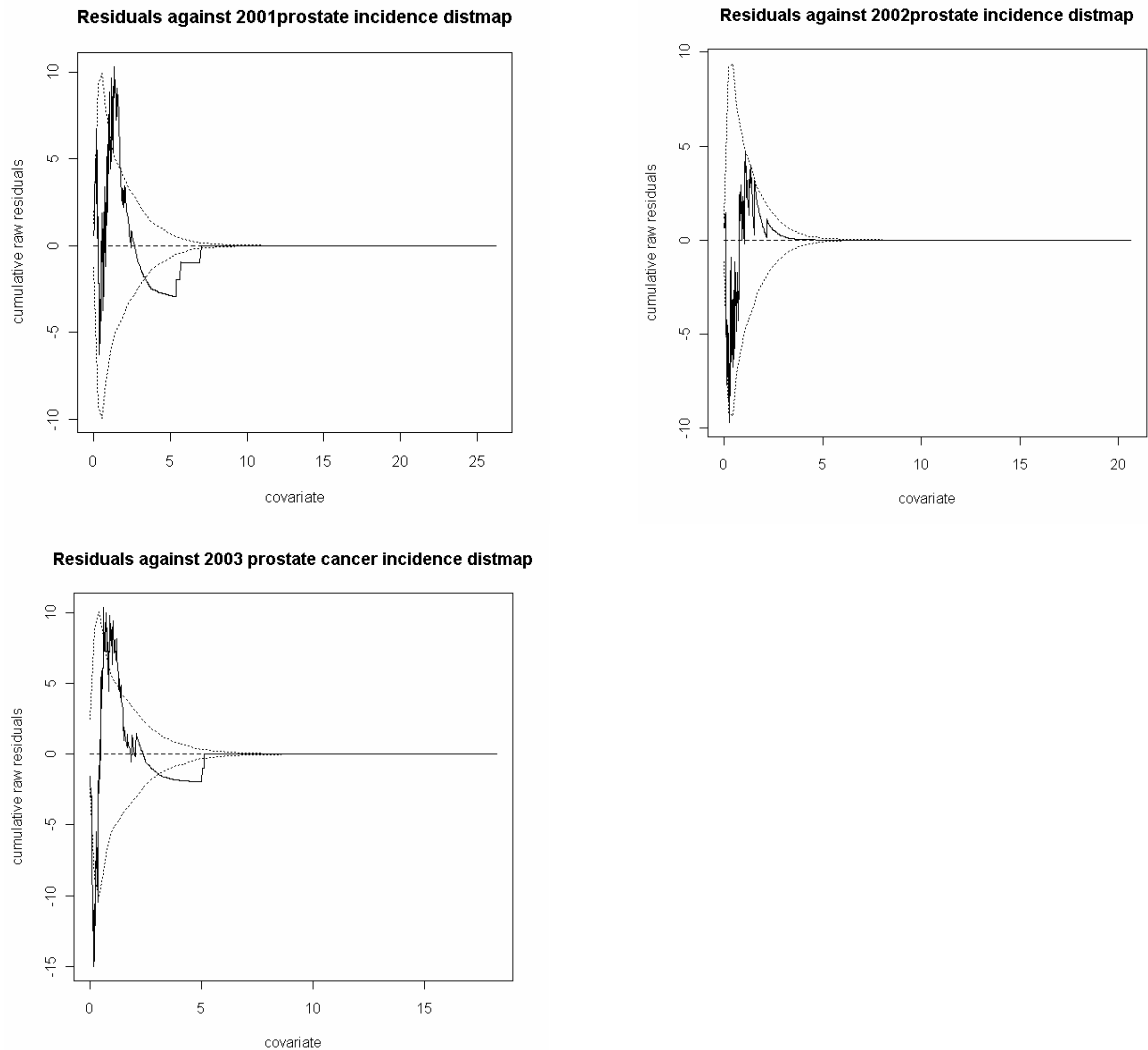 Residuals against 2001prostate incidence distmap
10
5
0
-5
-10
cumulative raw residuals
0 5 10 15 20 25
covariate
Residuals against 2002prostate incidence distmap
10
5
0
-5
-10
cumulative raw residuals
0 5 10 15 20
covariate
Residuals against 2003 prostate cancer incidence distmap
10
5
0
-5
-10
-15
cumulative raw residuals
0 5 10 15
covariate